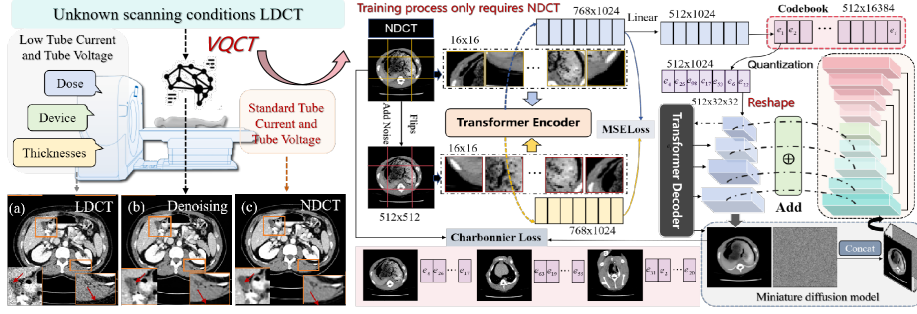 Unknown scanning conditions LDCT
Low Tube Current
and Tube Voltage
Dose
Device
Thicknesses
VQCT
Standard Tube
Current and
Tube Voltage
(a)
LDCT
(b)
Denoising
(c)
NDCT
Training process only requires NDCT
NDCT
16x16
Add Noise
Flips
16x16
512x512
768x1024
Linear
512x1024
Transformer Encoder
MSELoss
768x1024
Charbonnier Loss
Codebook
512x16384
Quantization
512x1024
Reshape
512x32x32
Transformer Decoder
Add
Concat
Miniature diffusion model